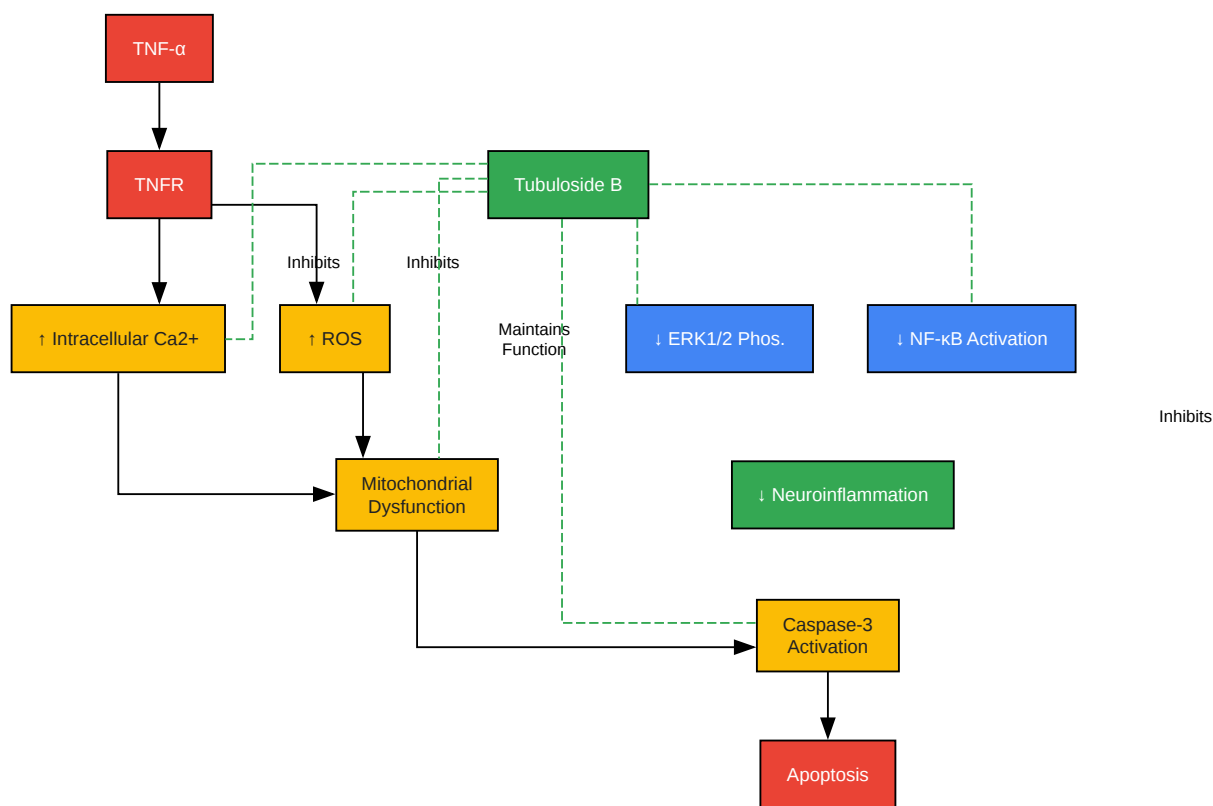 TNF-α
TNFR
Tubuloside B
Inhibits
Inhibits
Maintains
Function
↑ Intracellular Ca2+
↑ ROS
↓ ERK1/2 Phos.
↓ NF-κB Activation
Inhibits
Mitochondrial
Dysfunction
↓ Neuroinflammation
Caspase-3
Activation
Apoptosis